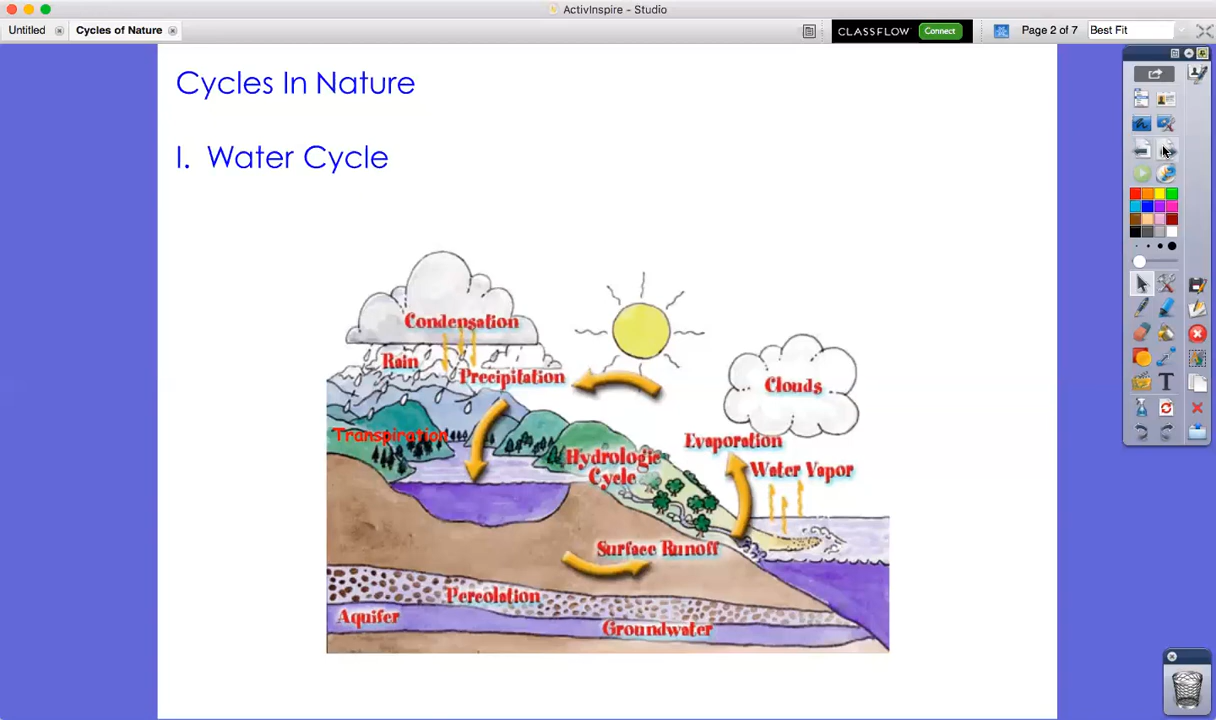 ActivInspire - Studio
Untitled
Cycles of Nature
CLASSFLOW Connect
Page 2 of 7
Best Fit
Cycles In Nature
I. Water Cycle
Condensation
Rain
Precipitation
Clouds
Transpiration
Evaporation
Hydrologic
Cycle
Water Vapor
Surface Runoff
Percolation
Aquifer
Groundwater
T